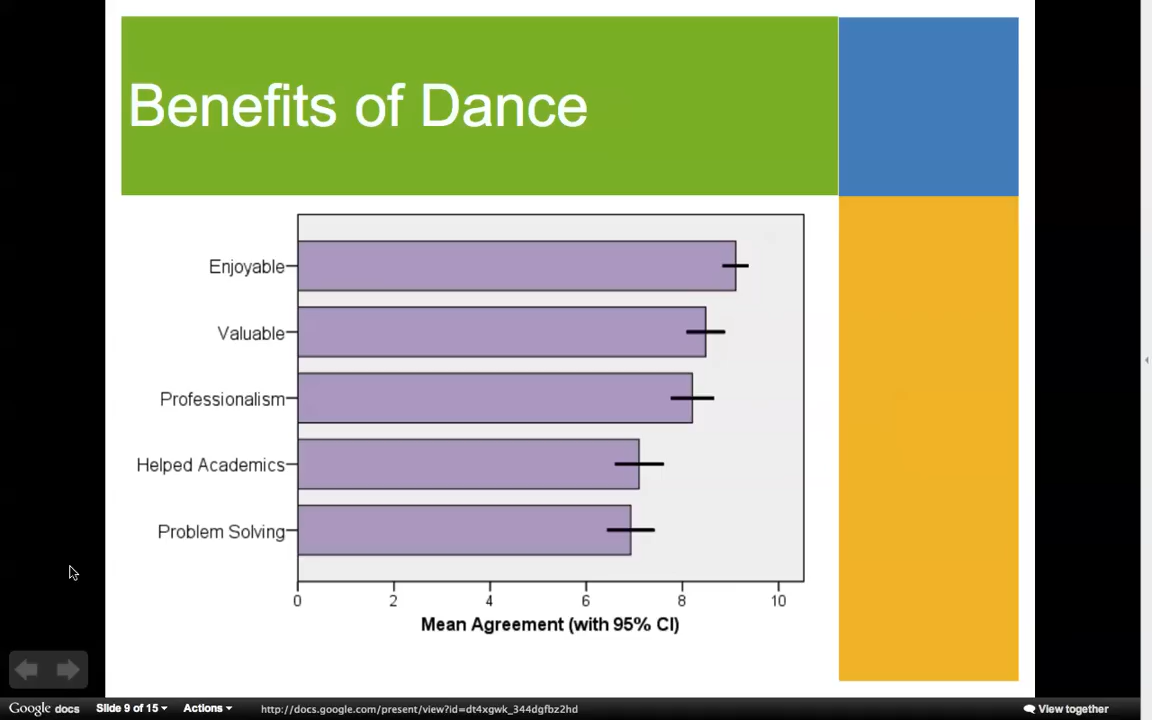 Benefits of Dance
Enjoyable
Valuable
Professionalism
Helped Academics
Problem Solving
0 2 4 6 8 10
Mean Agreement (with 95% CI)
Google docs Slide 9 of 15 Actions http://docs.google.com/present/view?id=dt4xgwk_344dgfbz2hd View together